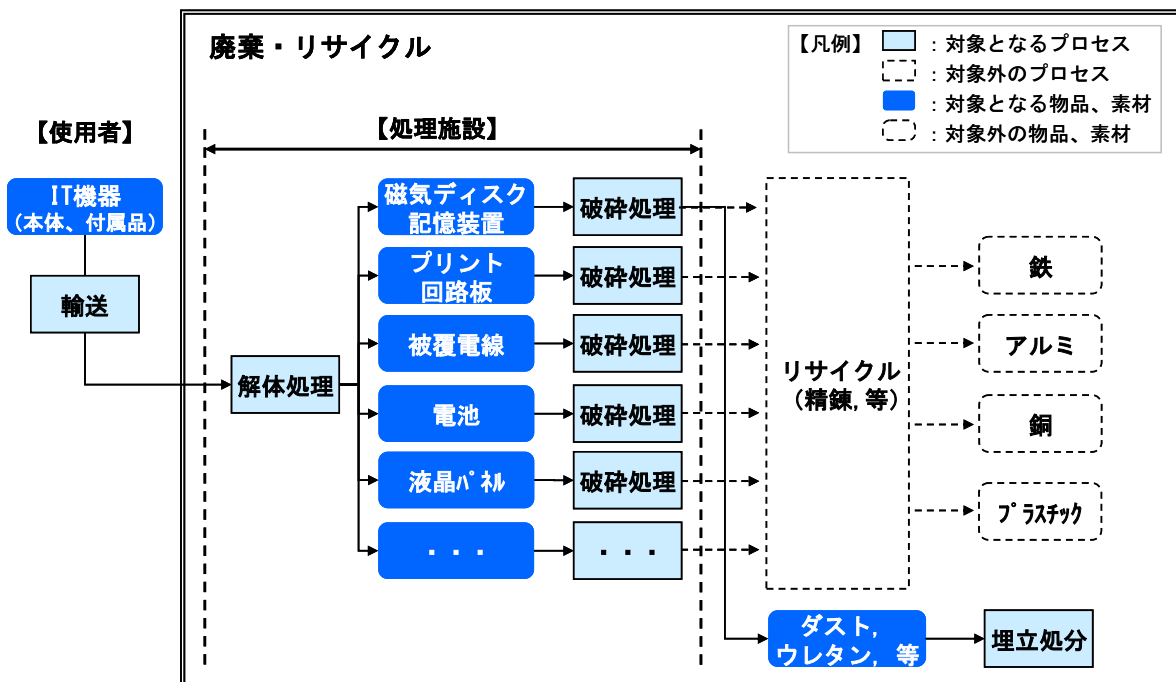 廃棄・リサイクル
【凡例】
：対象となるプロセス
：対象外のプロセス
：対象となる物品、素材
：対象外の物品、素材
【使用者】
【処理施設】
IT機器
（本体、付属品）
輸送
解体処理
磁気ディスク
記憶装置
破砕処理
プリント
回路板
破砕処理
被覆電線
破砕処理
電池
破砕処理
液晶ﾊﾟﾈﾙ
破砕処理
・・・
・・・
リサイクル
（精錬,等）
鉄
アルミ
銅
ﾌﾟﾗｽﾁｯｸ
ダスト,
ウレタン, 等
埋立処分